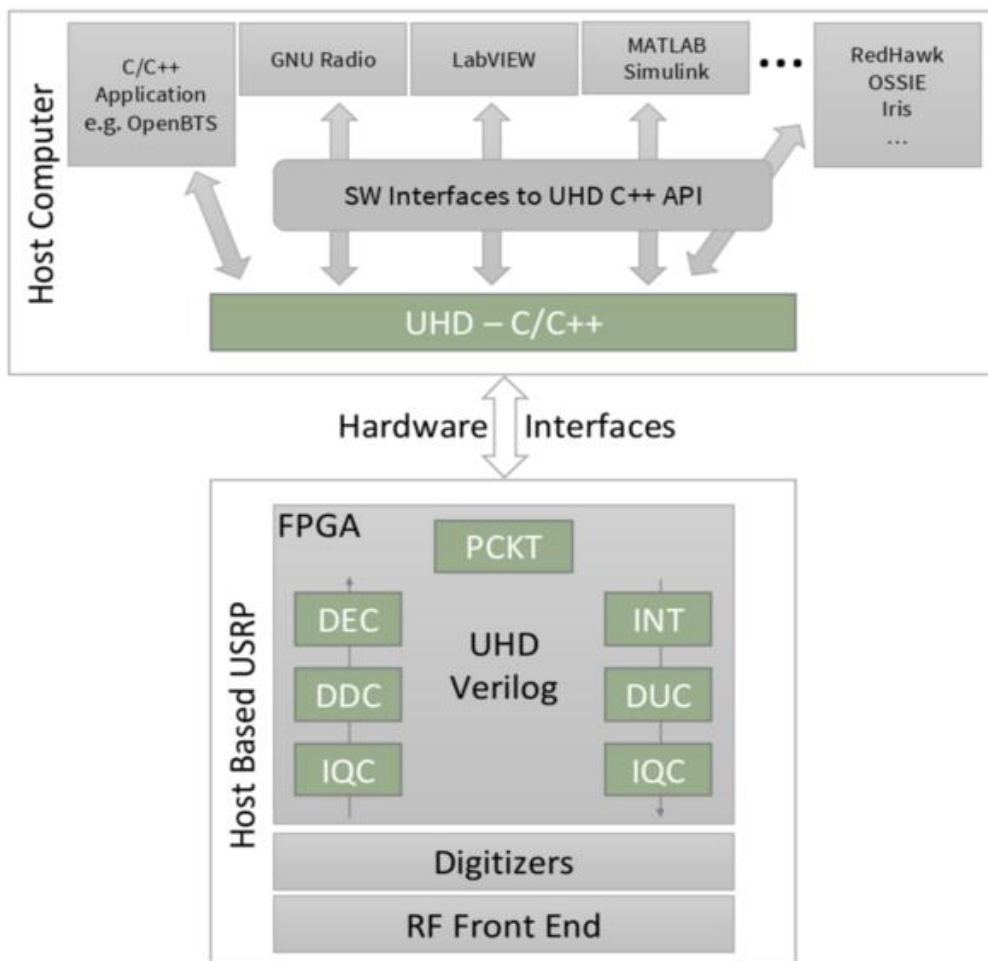 Host Computer
C/C++
Application
e.g. OpenBTS
GNU Radio
LabVIEW
MATLAB
Simulink
•••
RedHawk
OSSIE
Iris
...
SW Interfaces to UHD C++ API
UHD – C/C++
Hardware Interfaces
Host Based USRP
FPGA
PCKT
DEC
DDC
IQC
UHD
Verilog
INT
DUC
IQC
Digitizers
RF Front End